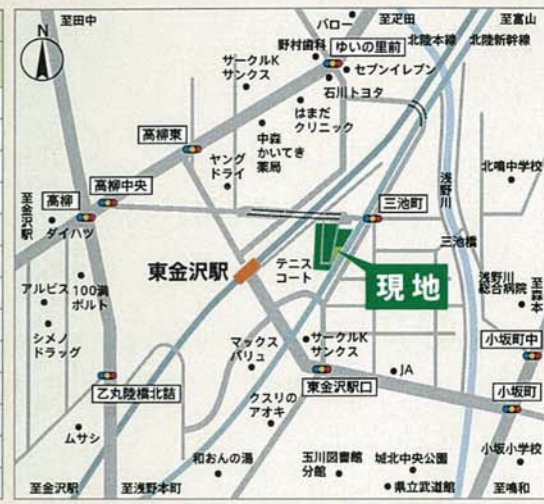 至田中
バロー
至疋田
至富山
N
野村歯科
ゆいの里前
北陸本線
北陸新幹線
サークルK
サンクス
セブンイレブン
石川トヨタ
はまだ
クリニック
高柳東
中森
かいてき
薬局
ヤング
ドライ
北鳴中学校
浅野川
高柳
高柳中央
三池町
至金沢駅
ダイハツ
三池橋
東金沢駅
テニス
コート
現地
浅野川
総合病院
至森本
アルビス
100満
ボルト
シメノ
ドラッグ
マックス
バリュ
サークルK
サンクス
小坂町中
乙丸陸橋北詰
東金沢駅口
JA
小坂町
クスリの
アオキ
ムサシ
和おんの湯
玉川図書館
分館
城北中央公園
小坂小学校
県立武道館
至金沢駅
至浅野本町
至鳴和